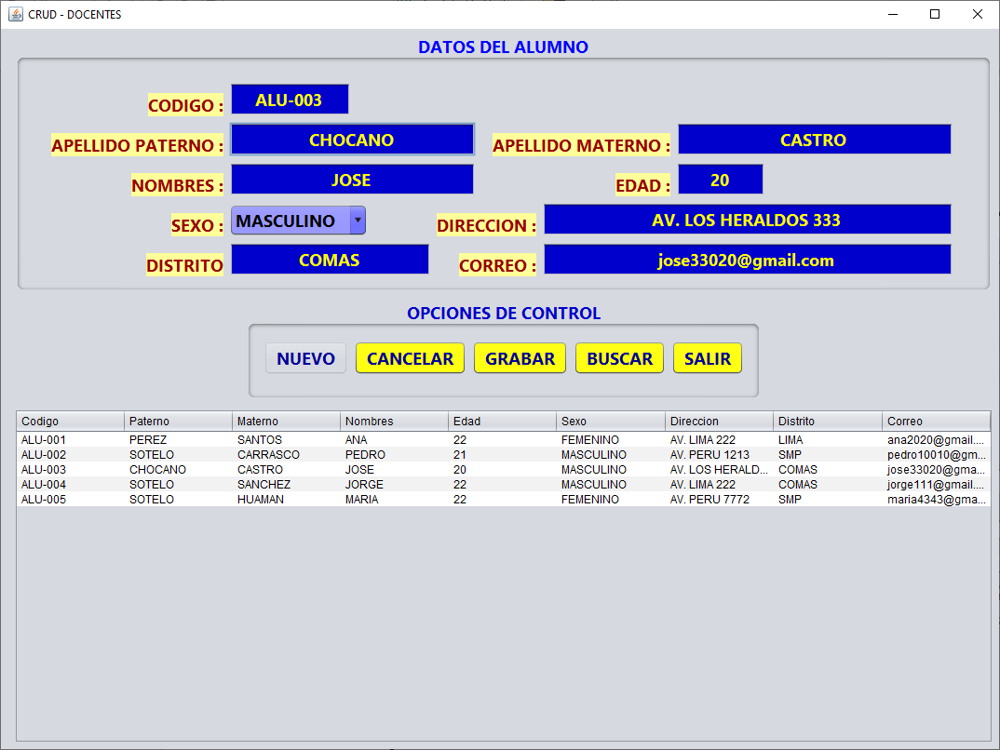 CRUD - DOCENTES
DATOS DEL ALUMNO
CODIGO : ALU-003
APELLIDO PATERNO : CHOCANO APELLIDO MATERNO : CASTRO
NOMBRES : JOSE EDAD : 20
SEXO : MASCULINO DIRECCION : AV. LOS HERALDOS 333
DISTRITO COMAS CORREO : jose33020@gmail.com
OPCIONES DE CONTROL
NUEVO CANCELAR GRABAR BUSCAR SALIR
Codigo Paterno Materno Nombres Edad Sexo Direccion Distrito Correo
ALU-001 PEREZ SANTOS ANA 22 FEMENINO AV. LIMA 222 LIMA ana2020@gmail....
ALU-002 SOTELO CARRASCO PEDRO 21 MASCULINO AV. PERU 1213 SMP pedro10010@gm...
ALU-003 CHOCANO CASTRO JOSE 20 MASCULINO AV. LOS HERALD... COMAS jose33020@gma...
ALU-004 SOTELO SANCHEZ JORGE 22 MASCULINO AV. LIMA 222 COMAS jorge111@gmail....
ALU-005 SOTELO HUAMAN MARIA 22 FEMENINO AV. PERU 7772 SMP maria4343@gma...